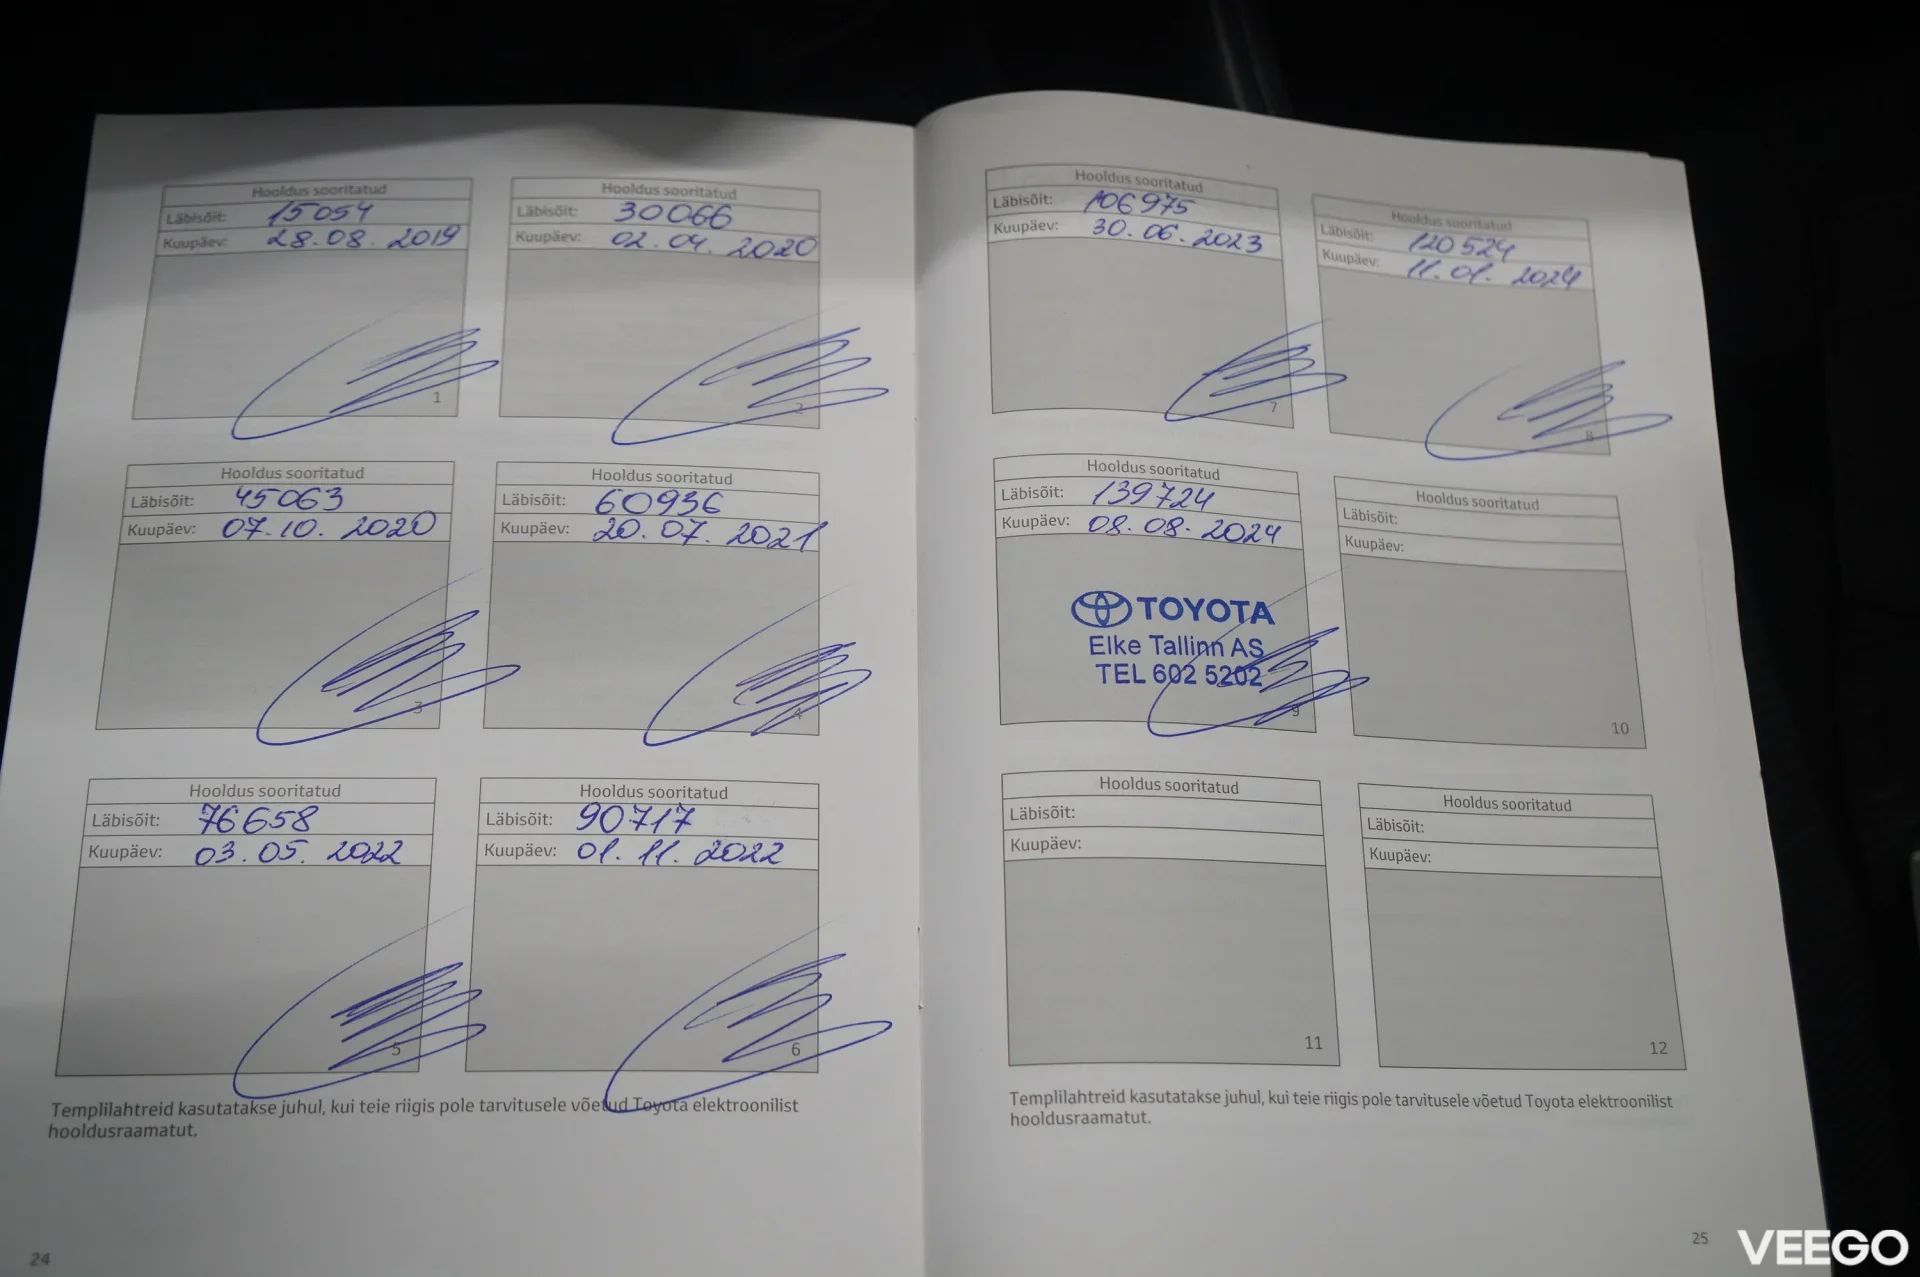 Hooldus sooritatud
Läbisõit: 15054
Kuupäev: 28.08. 2019
1
Hooldus sooritatud
Läbisõit: 30066
Kuupäev: 02.04. 2020
2
Hooldus sooritatud
Läbisõit: 45063
Kuupäev: 07.10. 2020
3
Hooldus sooritatud
Läbisõit: 60936
Kuupäev: 20.07. 2021
4
Hooldus sooritatud
Läbisõit: 76658
Kuupäev: 03.05. 2022
5
Hooldus sooritatud
Läbisõit: 90717
Kuupäev: 01.11. 2022
6
Templilahtreid kasutatakse juhul, kui teie riigis pole tarvitusele võetud Toyota elektroonilist
hooldusraamatut.
24
Hooldus sooritatud
Läbisõit: 106975
Kuupäev: 30.06.2023
7
Hooldus sooritatud
Läbisõit: 120524
Kuupäev: 11.01. 2024
8
Hooldus sooritatud
Läbisõit: 139724
Kuupäev: 08.08.2024
TOYOTA
Elke Tallinn AS
TEL 602 5202
9
Hooldus sooritatud
Läbisõit:
Kuupäev:
10
Hooldus sooritatud
Läbisõit:
Kuupäev:
11
Hooldus sooritatud
Läbisõit:
Kuupäev:
12
Templilahtreid kasutatakse juhul, kui teie riigis pole tarvitusele võetud Toyota elektroonilist
hooldusraamatut.
25
VEEGO